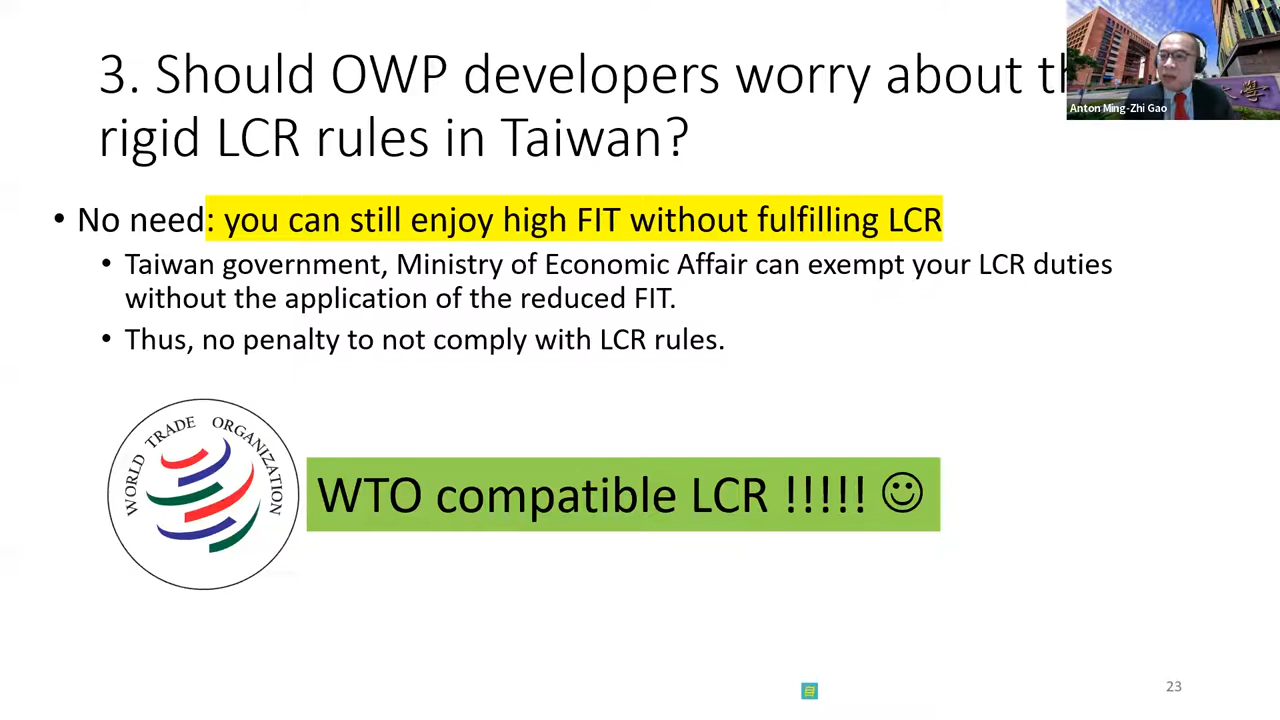 3. Should OWP developers worry about th
rigid LCR rules in Taiwan?
Anton Ming-Zhi Gao
大學
• No need: you can still enjoy high FIT without fulfilling LCR
• Taiwan government, Ministry of Economic Affair can exempt your LCR duties
without the application of the reduced FIT.
• Thus, no penalty to not comply with LCR rules.
WORLD TRADE ORGANIZATION
WTO compatible LCR !!!!! ☺
23